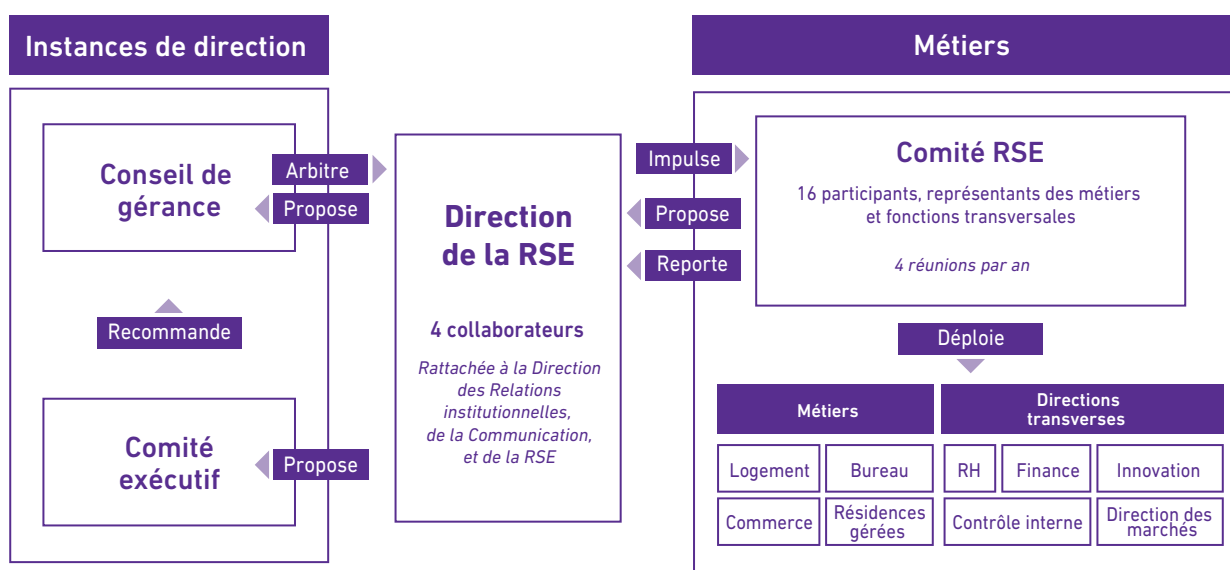 Instances de direction
Conseil de
gérance
Arbitre
Propose
Recommande
Comité
exécutif
Propose
Direction
de la RSE
4 collaborateurs
Rattachée à la Direction
des Relations
institutionnelles,
de la Communication,
et de la RSE
Métiers
Impulse
Propose
Reporte
Comité RSE
16 participants, représentants des métiers
et fonctions transversales
4 réunions par an
Déploie
Métiers
Logement
Bureau
Commerce
Résidences
gérées
Directions
transverses
RH
Finance
Innovation
Contrôle interne
Direction des
marchés